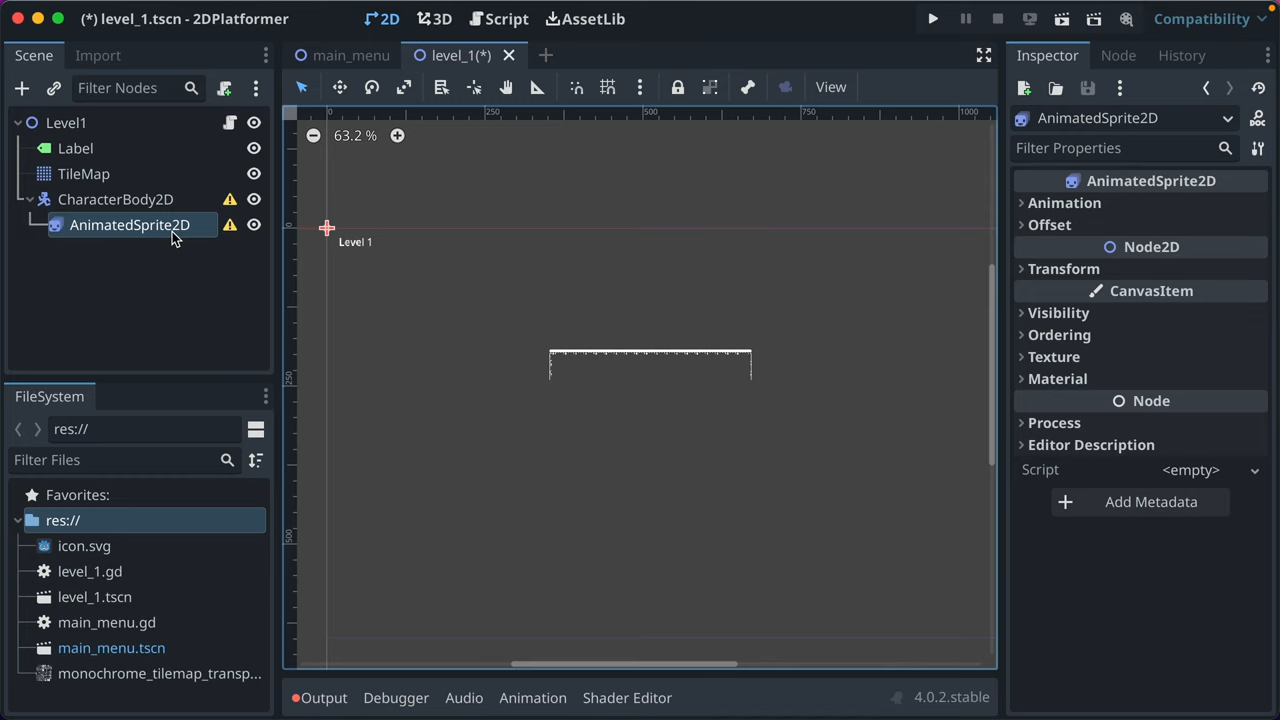 (*) level_1.tscn - 2DPlatformer
2D
3D
Script
AssetLib
Compatibility
Scene
Import
Filter Nodes
Level1
Label
TileMap
CharacterBody2D
AnimatedSprite2D
FileSystem
res://
Filter Files
Favorites:
res://
icon.svg
level_1.gd
level_1.tscn
main_menu.gd
main_menu.tscn
monochrome_tilemap_transp...
main_menu
level_1(*)
View
0
250
500
750
1000
63.2 %
0
250
500
Level 1
Output
Debugger
Audio
Animation
Shader Editor
4.0.2.stable
Inspector
Node
History
AnimatedSprite2D
Filter Properties
AnimatedSprite2D
Animation
Offset
Node2D
Transform
CanvasItem
Visibility
Ordering
Texture
Material
Node
Process
Editor Description
Script <empty>
Add Metadata